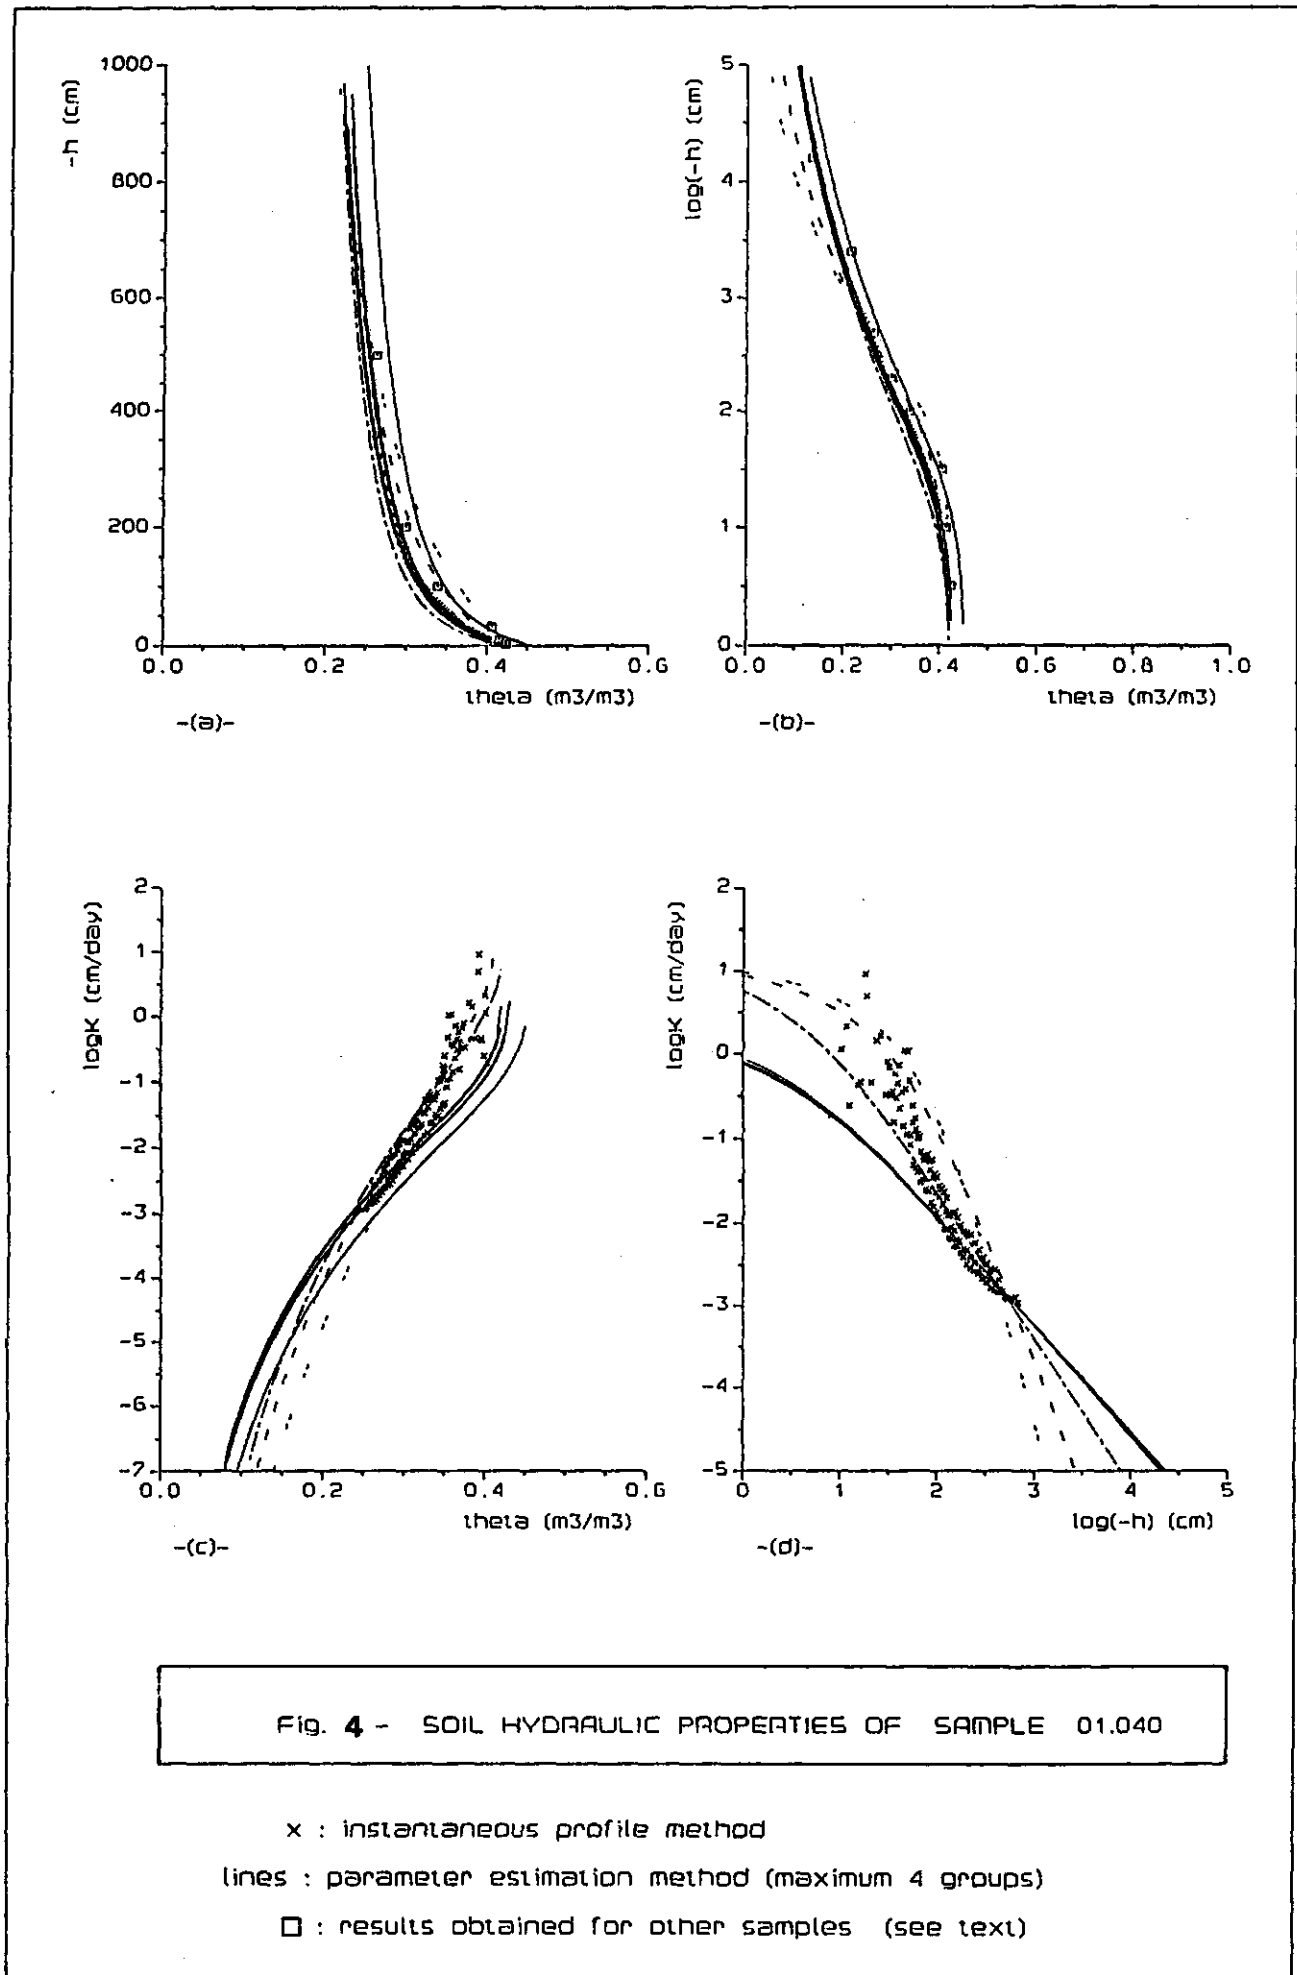 1000
-h (cm)
800
600
400
200
0
0.0 0.2 0.4 0.6
theta (m3/m3)
-(a)-
5
log(-h) (cm)
4
3
2
1
0
0.0 0.2 0.4 0.6 0.8 1.0
theta (m3/m3)
-(b)-
2
logK (cm/day)
1
0
-1
-2
-3
-4
-5
-6
-7
0.0 0.2 0.4 0.6
theta (m3/m3)
-(c)-
2
logK (cm/day)
1
0
-1
-2
-3
-4
-5
0 1 2 3 4 5
log(-h) (cm)
-(d)-
Fig. 4 - SOIL HYDRAULIC PROPERTIES OF SAMPLE 01.040
x : instantaneous profile method
lines : parameter estimation method (maximum 4 groups)
□ : results obtained for other samples (see text)